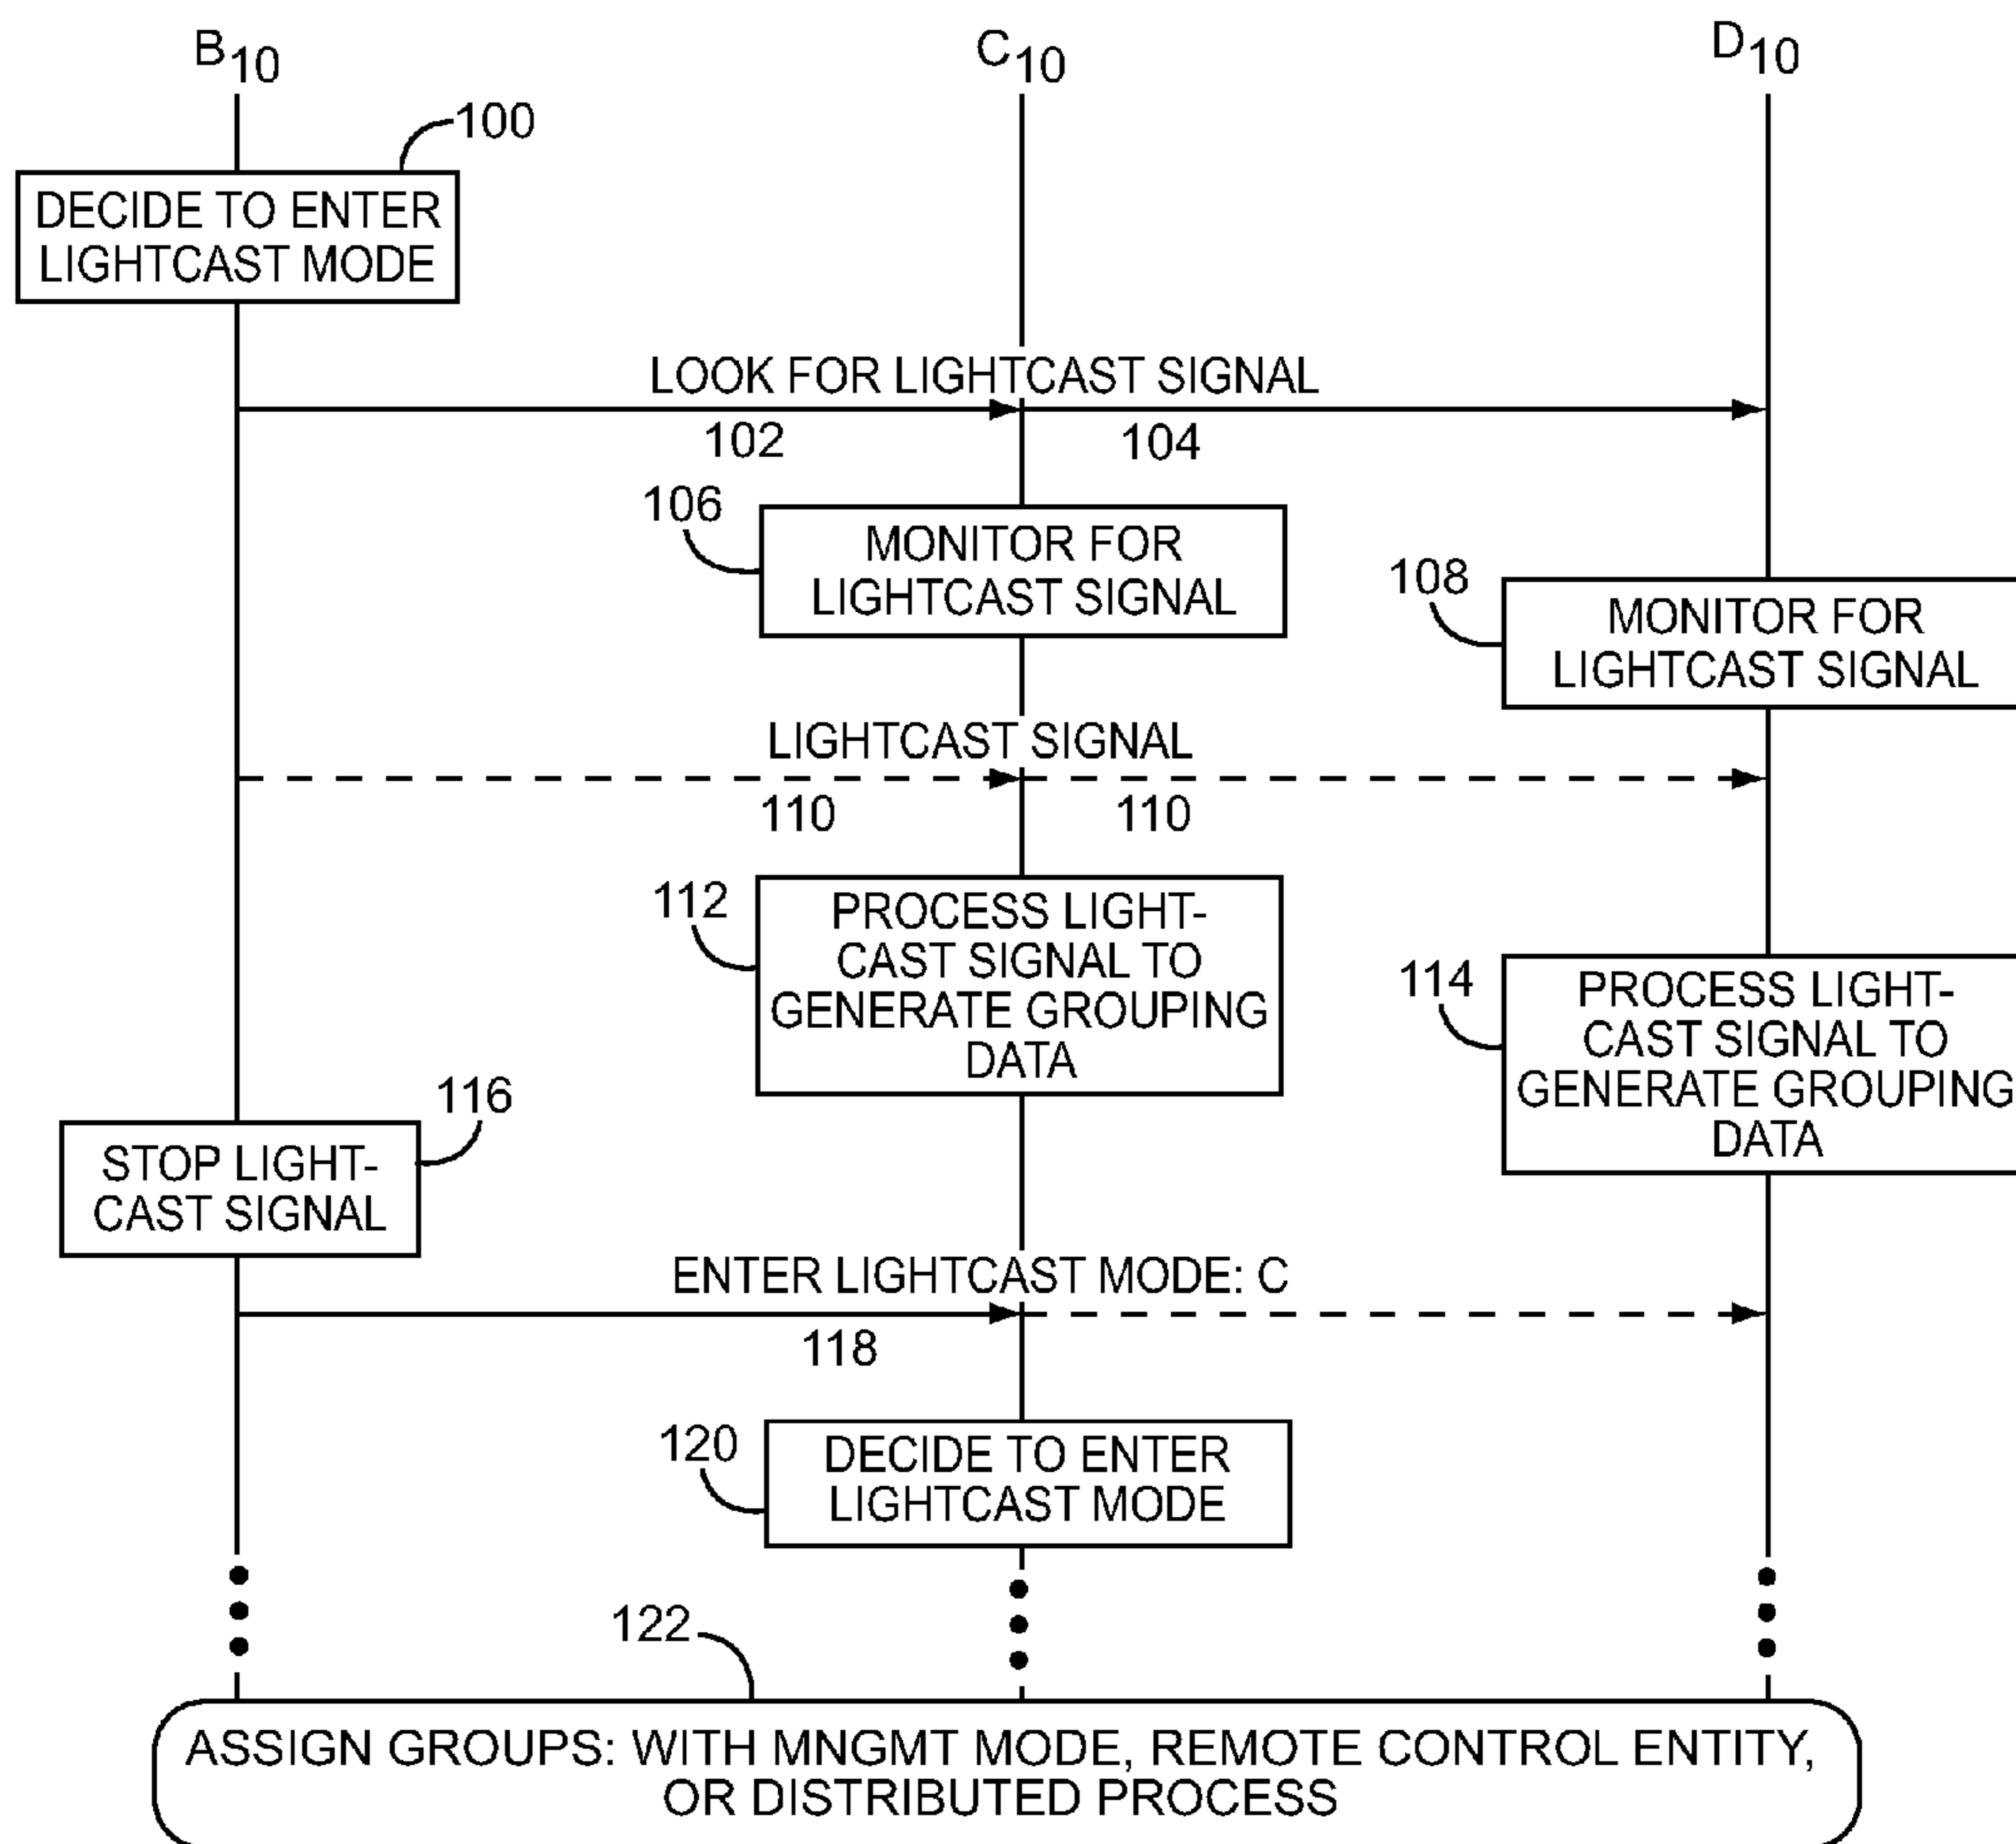 B10
C10
D10
100
DECIDE TO ENTER
LIGHTCAST MODE
LOOK FOR LIGHTCAST SIGNAL
102
104
106
MONITOR FOR
LIGHTCAST SIGNAL
108
MONITOR FOR
LIGHTCAST SIGNAL
LIGHTCAST SIGNAL
110
110
112
PROCESS LIGHT-
CAST SIGNAL TO
GENERATE GROUPING
DATA
114
PROCESS LIGHT-
CAST SIGNAL TO
GENERATE GROUPING
DATA
116
STOP LIGHT-
CAST SIGNAL
ENTER LIGHTCAST MODE: C
118
120
DECIDE TO ENTER
LIGHTCAST MODE
122
ASSIGN GROUPS: WITH MNGMT MODE, REMOTE CONTROL ENTITY,
OR DISTRIBUTED PROCESS